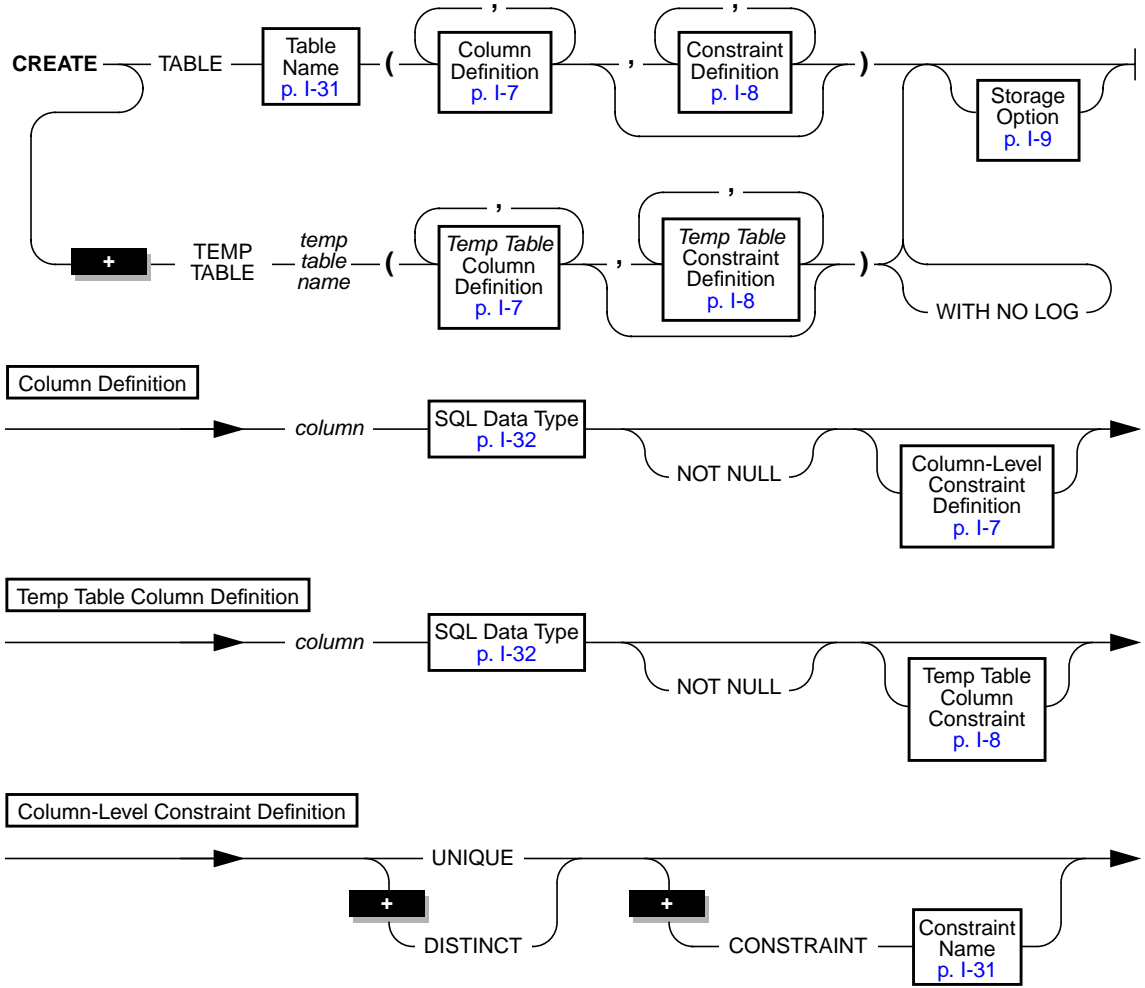 ,
,
CREATE
TABLE
Table
Name
p. I-31
(
Column
Definition
p. I-7
,
Constraint
Definition
p. I-8
)
Storage
Option
p. I-9
,
,
+
TEMP
TABLE
temp
table
name
(
Temp Table
Column
Definition
p. I-7
,
Temp Table
Constraint
Definition
p. I-8
)
WITH NO LOG
Column Definition
column
SQL Data Type
p. I-32
NOT NULL
Column-Level
Constraint
Definition
p. I-7
Temp Table Column Definition
column
SQL Data Type
p. I-32
NOT NULL
Temp Table
Column
Constraint
p. I-8
Column-Level Constraint Definition
UNIQUE
+
DISTINCT
+
CONSTRAINT
Constraint
Name
p. I-31